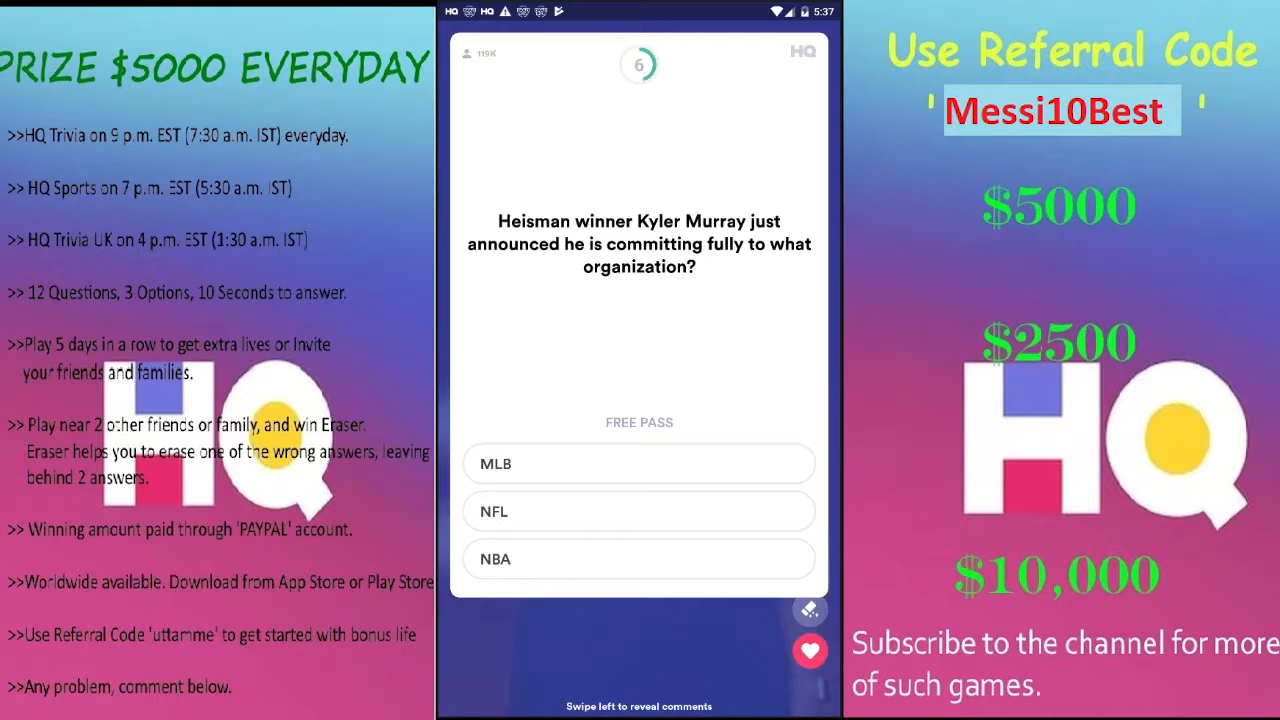 PRIZE $5000 EVERYDAY
>>HQ Trivia on 9 p.m. EST (7:30 a.m. IST) everyday.
>> HQ Sports on 7 p.m. EST (5:30 a.m. IST)
>> HQ Trivia UK on 4 p.m. EST (1:30 a.m. IST)
>> 12 Questions, 3 Options, 10 Seconds to answer.
>>Play 5 days in a row to get extra lives or Invite
your friends and families.
>> Play near 2 other friends or family, and win Eraser.
Eraser helps you to erase one of the wrong answers, leaving
behind 2 answers.
>> Winning amount paid through 'PAYPAL' account.
>>Worldwide available. Download from App Store or Play Store
>>Use Referral Code 'uttamme' to get started with bonus life
>>Any problem, comment below.
HQ
HQ HQ 5:37
119K
6
HQ
Heisman winner Kyler Murray just
announced he is committing fully to what
organization?
FREE PASS
MLB
NFL
NBA
Swipe left to reveal comments
Use Referral Code
' Messi10Best '
$5000
$2500
HQ
$10,000
Subscribe to the channel for more
of such games.